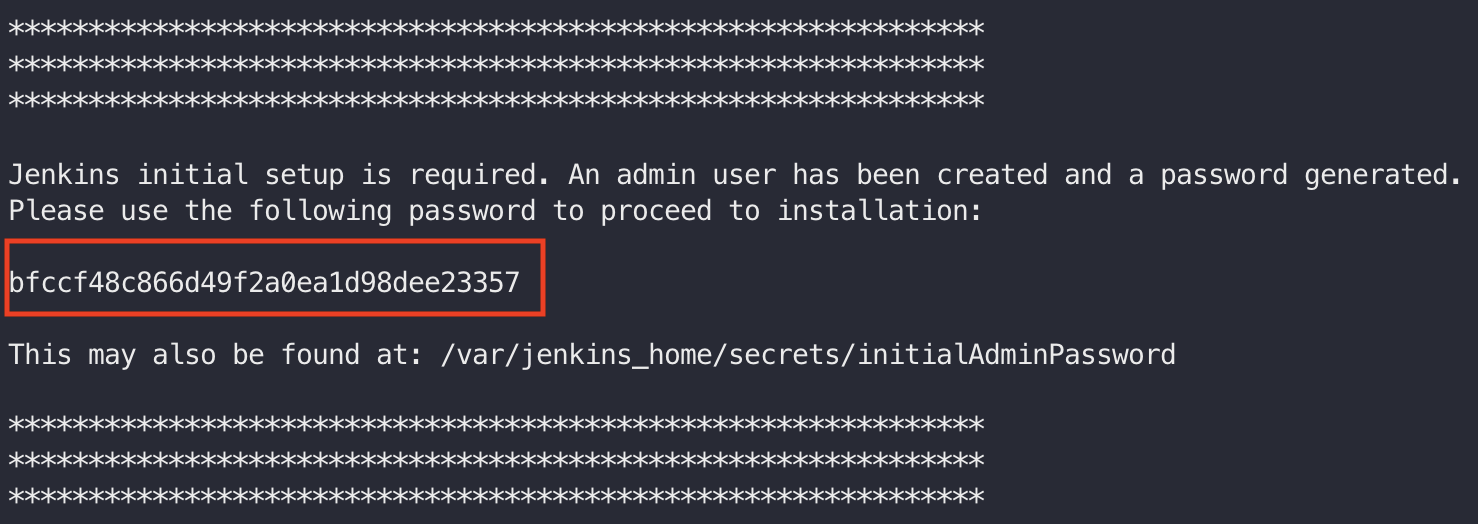 *************************************************************
*************************************************************
*************************************************************
Jenkins initial setup is required. An admin user has been created and a password generated.
Please use the following password to proceed to installation:
bfccf48c866d49f2a0ea1d98dee23357
This may also be found at: /var/jenkins_home/secrets/initialAdminPassword
*************************************************************
*************************************************************
*************************************************************